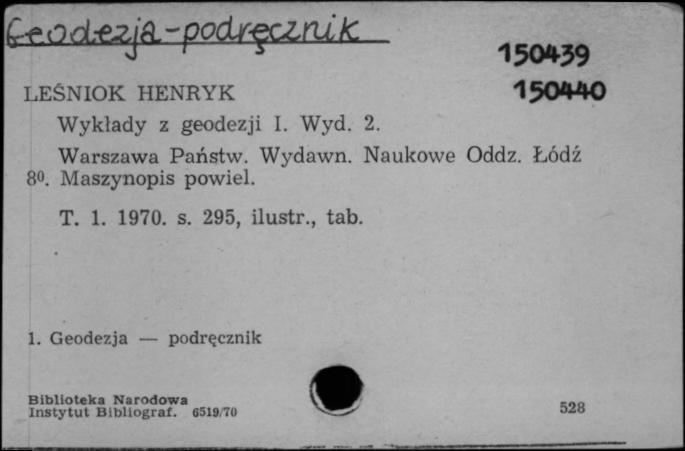 Geodezja - podręcznik
150439
LEŚNIOK HENRYK
150440
Wykłady z geodezji I. Wyd. 2.
Warszawa Państw. Wydawn. Naukowe Oddz. Łódź
8⁰. Maszynopis powiel.
T. 1. 1970. s. 295, ilustr., tab.
1. Geodezja — podręcznik
Biblioteka Narodowa
Instytut Bibliograf. 6519/70
528